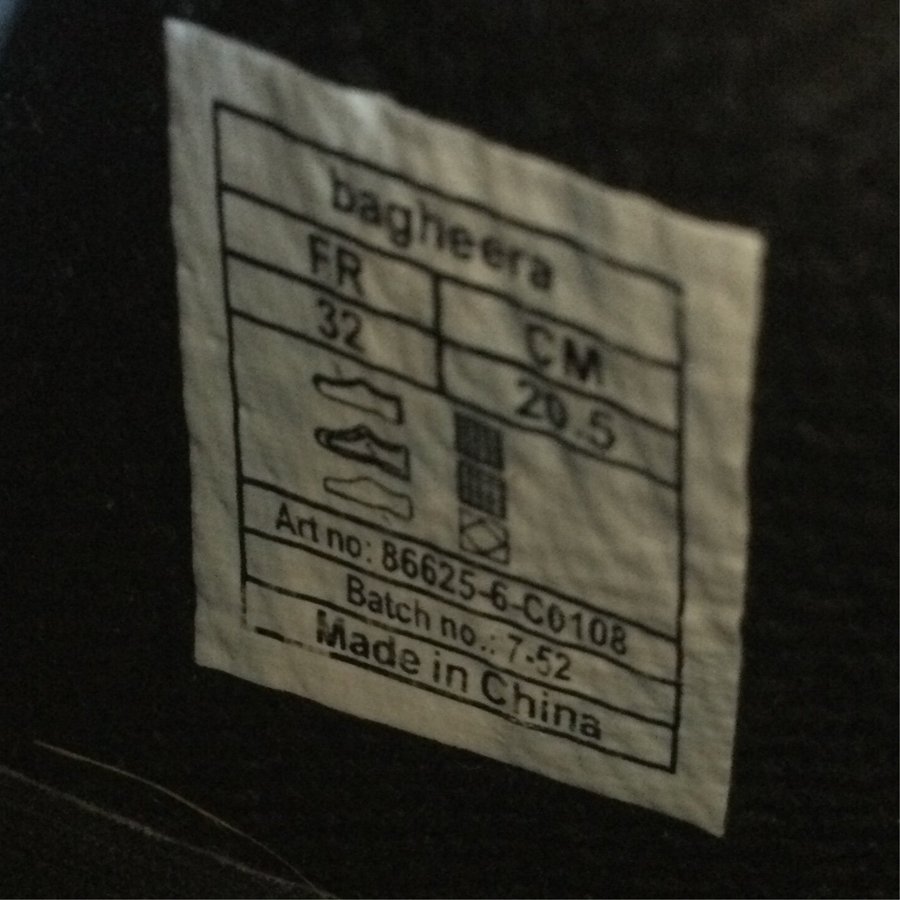 bagheera
FR CM
32 20.5
Art no: 86625-6-C0108
Batch no.: 7-52
Made in China